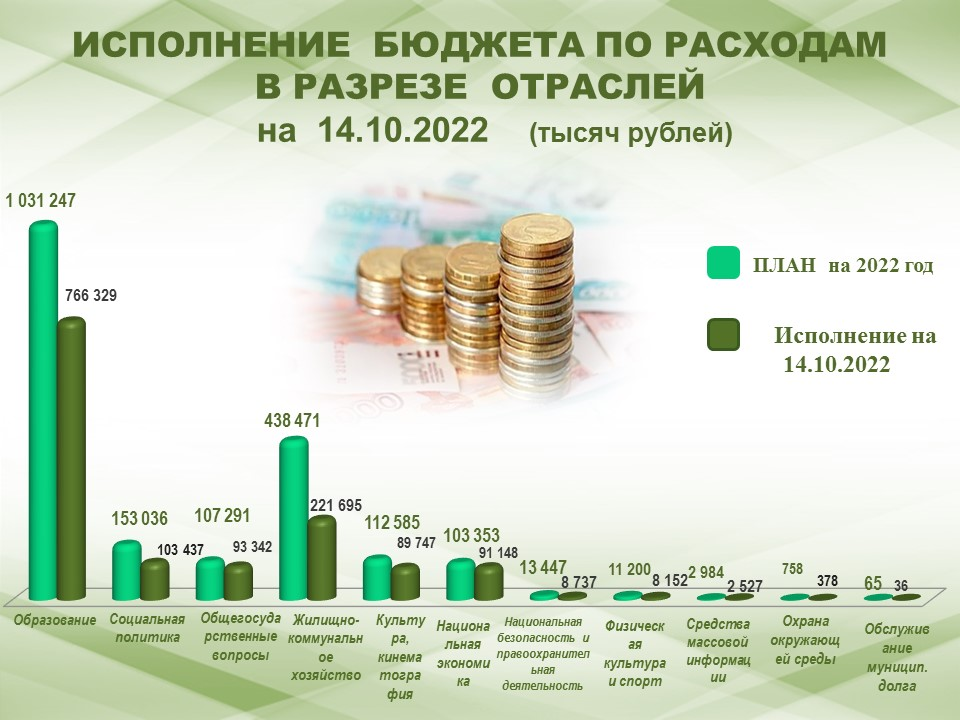 ИСПОЛНЕНИЕ БЮДЖЕТА ПО РАСХОДАМ
В РАЗРЕЗЕ ОТРАСЛЕЙ
на 14.10.2022 (тысяч рублей)
1 031 247
766 329
ПЛАН на 2022 год
Исполнение на
14.10.2022
438 471
221 695
153 036
103 437
107 291
93 342
112 585
89 747
103 353
91 148
13 447
8 737
11 200
8 152
2 984
2 527
758
378
65
36
Образование
Социальная
политика
Общегосуда
рственные
вопросы
Жилищно-
коммунальн
ое
хозяйство
Культу
ра,
кинема
тогра
фия
Национа
льная
экономи
ка
Национальная
безопасность и
правоохранител
ьная
деятельность
Физическ
ая
культура
и спорт
Средства
массовой
информац
ии
Охрана
окружающ
ей среды
Обслужив
ание
муницип.
долга